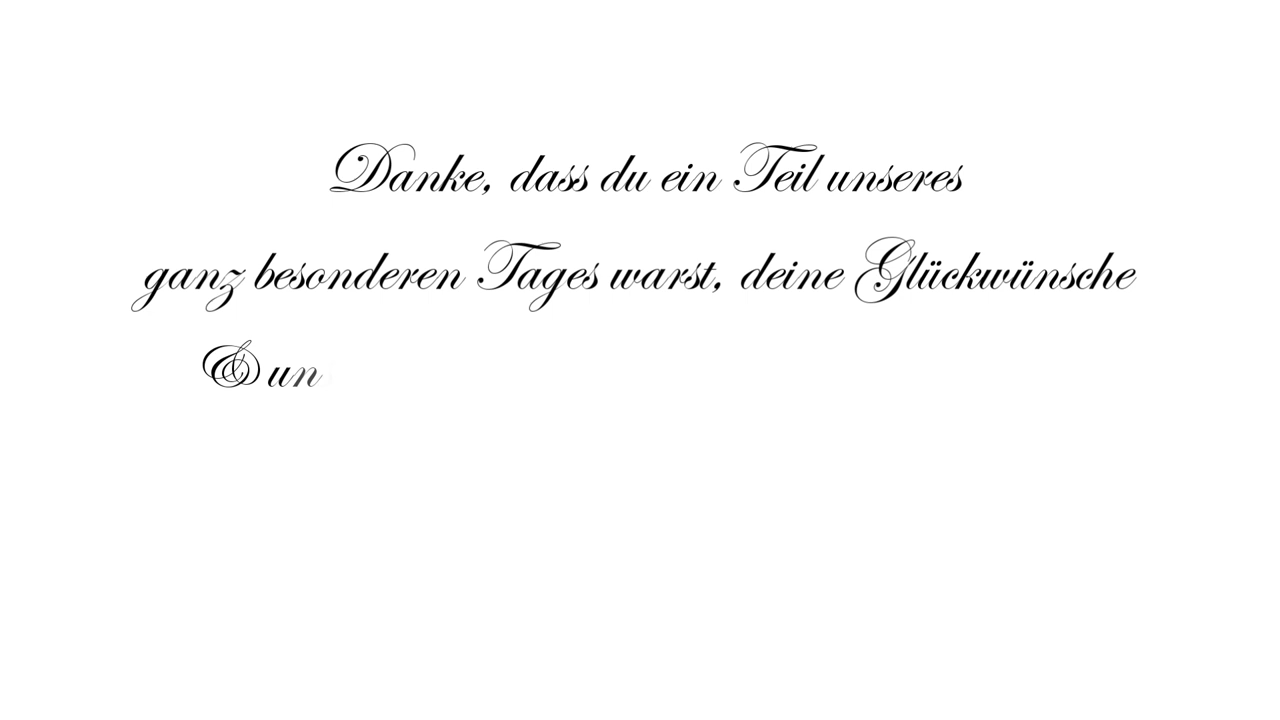 Danke, dass du ein Teil unseres
ganz besonderen Tages warst, deine Glückwünsche
& un